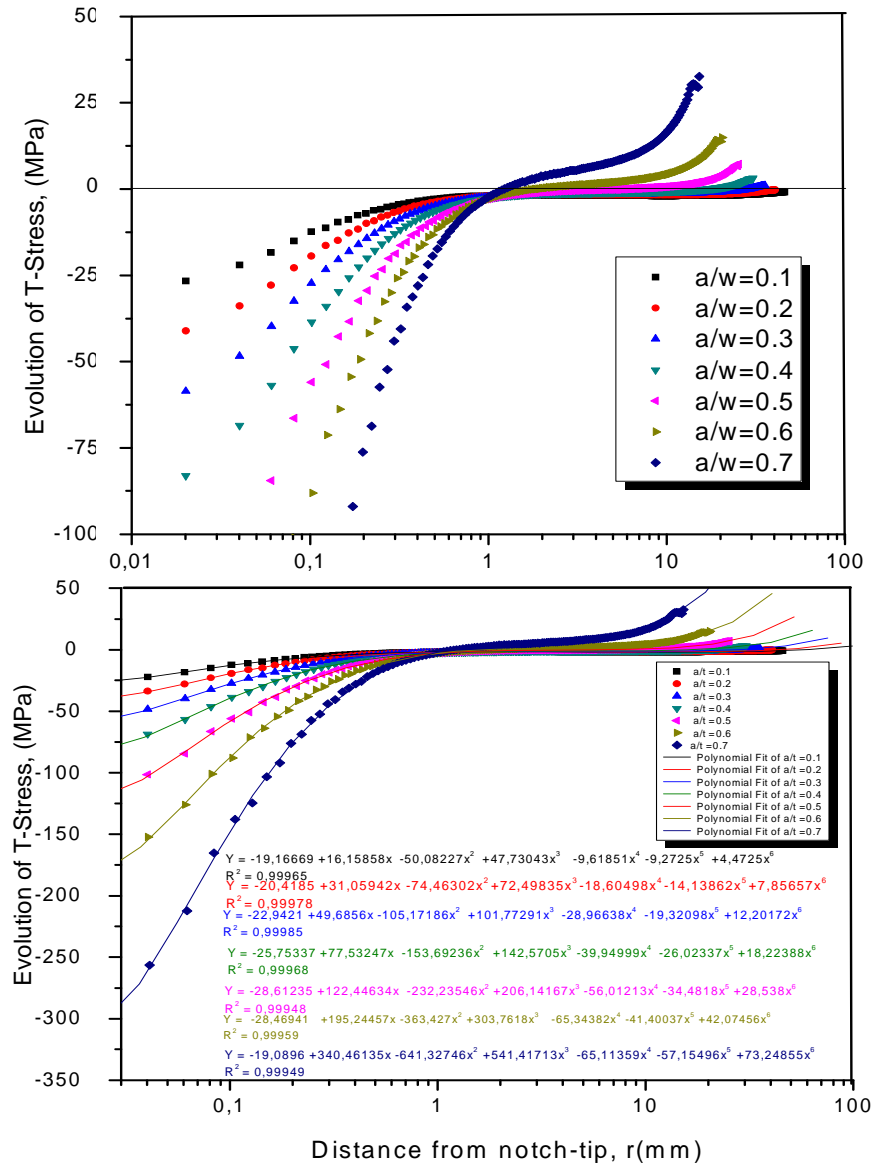 50
25
0
-25
-50
-75
-100
Evolution of T-Stress, (MPa)
a/w=0.1
a/w=0.2
a/w=0.3
a/w=0.4
a/w=0.5
a/w=0.6
a/w=0.7
0,01 0,1 1 10 100
50
0
-50
-100
-150
-200
-250
-300
-350
Evolution of T-Stress, (MPa)
a/t =0.1
a/t =0.2
a/t =0.3
a/t =0.4
a/t =0.5
a/t =0.6
a/t =0.7
Polynomial Fit of a/t =0.1
Polynomial Fit of a/t =0.2
Polynomial Fit of a/t =0.3
Polynomial Fit of a/t =0.4
Polynomial Fit of a/t =0.5
Polynomial Fit of a/t =0.6
Polynomial Fit of a/t =0.7
Y = -19,16669 +16,15858x -50,08227x² +47,73043x³ -9,61851x⁴ -9,2725x⁵ +4,4725x⁶
R² = 0,99965
Y = -20,4185 +31,05942x -74,46302x² +72,49835x³ -18,60498x⁴ -14,13862x⁵ +7,85657x⁶
R² = 0,99978
Y = -22,9421 +49,6856x -105,17186x² +101,77291x³ -28,96638x⁴ -19,32098x⁵ +12,20172x⁶
R² = 0,99985
Y = -25,75337 +77,53247x -153,69236x² +142,5705x³ -39,94999x⁴ -26,02337x⁵ +18,22388x⁶
R² = 0,99968
Y = -28,61235 +122,44634x -232,23546x² +206,14167x³ -56,01213x⁴ -34,4818x⁵ +28,538x⁶
R² = 0,99948
Y = -28,46941 +195,24457x -363,427x² +303,7618x³ -65,34382x⁴ -41,40037x⁵ +42,07456x⁶
R² = 0,99959
Y = -19,0896 +340,46135x -641,32746x² +541,41713x³ -65,11359x⁴ -57,15496x⁵ +73,24855x⁶
R² = 0,99949
0,1 1 10 100
Distance from notch-tip, r(mm)